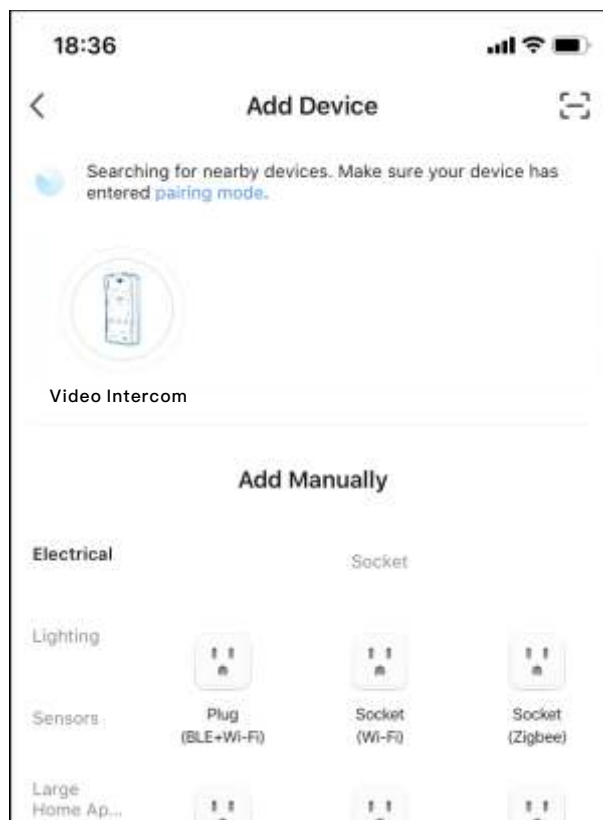 18:36
Add Device
Searching for nearby devices. Make sure your device has
entered pairing mode.
Video Intercom
Add Manually
Electrical
Socket
Lighting
Sensors
Plug
(BLE+Wi-Fi)
Socket
(Wi-Fi)
Socket
(Zigbee)
Large
Home Ap...